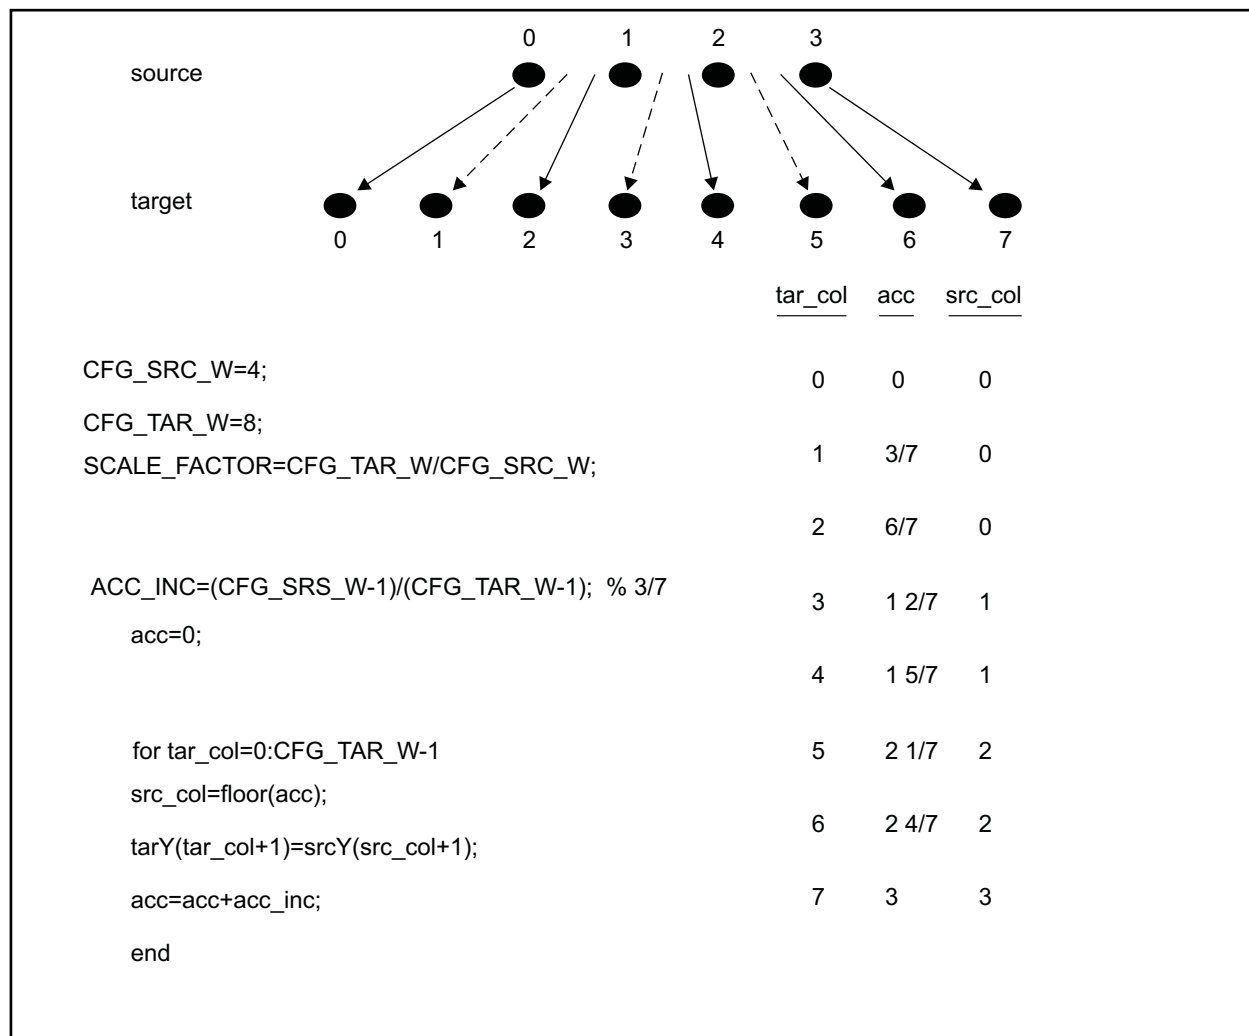 0 1 2 3
source
target
0 1 2 3 4 5 6 7
tar_col acc src_col
CFG_SRC_W=4;
0 0 0
CFG_TAR_W=8;
SCALE_FACTOR=CFG_TAR_W/CFG_SRC_W;
1 3/7 0
2 6/7 0
ACC_INC=(CFG_SRS_W-1)/(CFG_TAR_W-1); % 3/7
3 1 2/7 1
acc=0;
4 1 5/7 1
for tar_col=0:CFG_TAR_W-1
5 2 1/7 2
src_col=floor(acc);
6 2 4/7 2
tarY(tar_col+1)=srcY(src_col+1);
acc=acc+acc_inc;
7 3 3
end